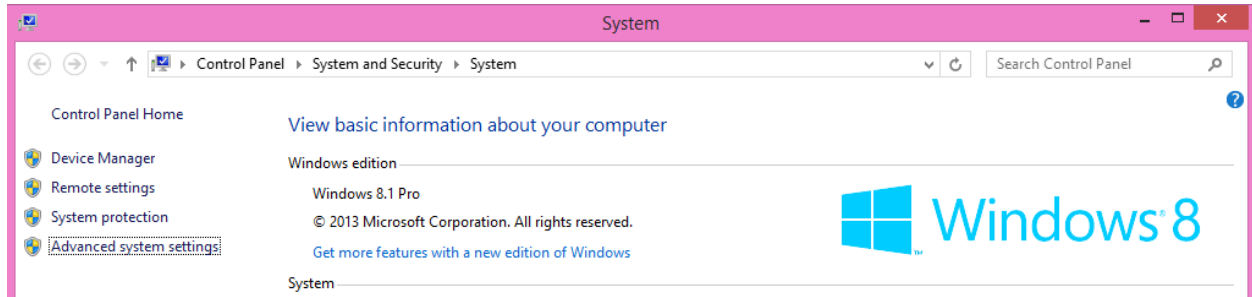 System
Control Panel System and Security System
Search Control Panel
Control Panel Home
Device Manager
Remote settings
System protection
Advanced system settings
View basic information about your computer
Windows edition
Windows 8.1 Pro
© 2013 Microsoft Corporation. All rights reserved.
Get more features with a new edition of Windows
System
Windows® 8
TM